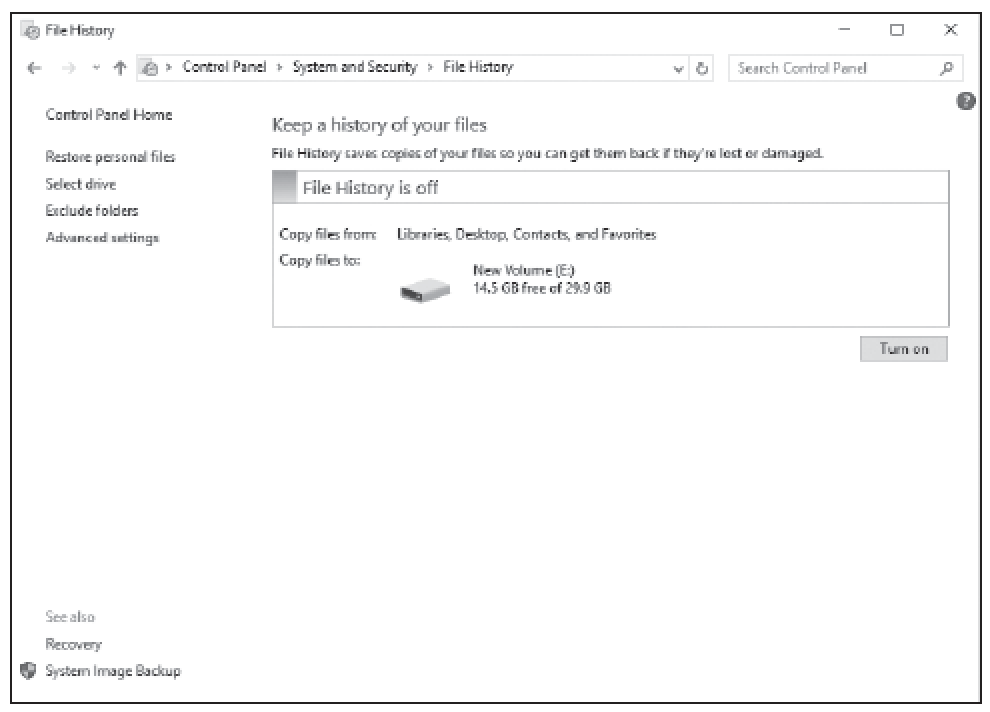 File History
Control Panel > System and Security > File History
Search Control Panel
Control Panel Home
Restore personal files
Select drive
Exclude folders
Advanced settings
Keep a history of your files
File History saves copies of your files so you can get them back if they're lost or damaged.
File History is off
Copy files from: Libraries, Desktop, Contacts, and Favorites
Copy files to:
New Volume (E:)
14.5 GB free of 29.9 GB
Turn on
See also
Recovery
System Image Backup